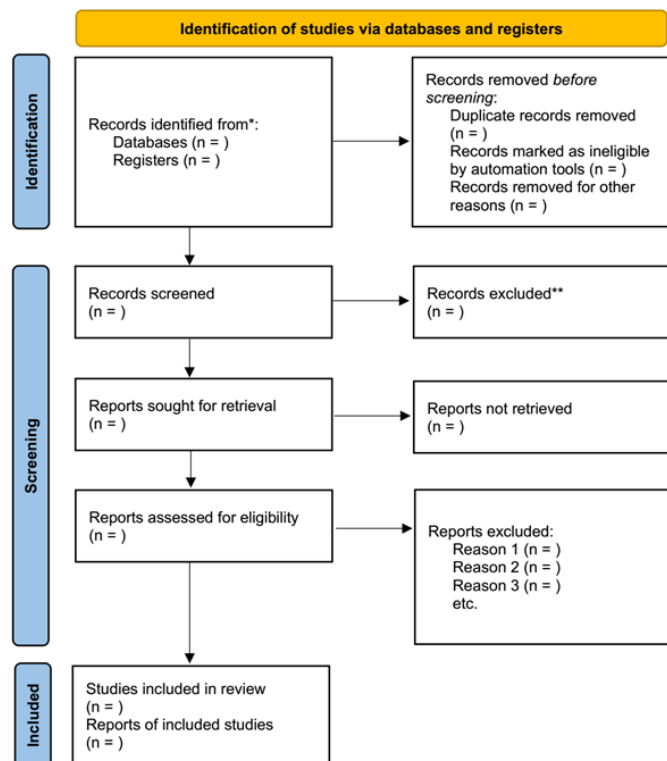 Identification of studies via databases and registers
Identification
Records identified from*:
Databases (n = )
Registers (n = )
Records removed before
screening:
Duplicate records removed
(n = )
Records marked as ineligible
by automation tools (n = )
Records removed for other
reasons (n = )
Screening
Records screened
(n = )
Records excluded**
(n = )
Reports sought for retrieval
(n = )
Reports not retrieved
(n = )
Reports assessed for eligibility
(n = )
Reports excluded:
Reason 1 (n = )
Reason 2 (n = )
Reason 3 (n = )
etc.
Included
Studies included in review
(n = )
Reports of included studies
(n = )